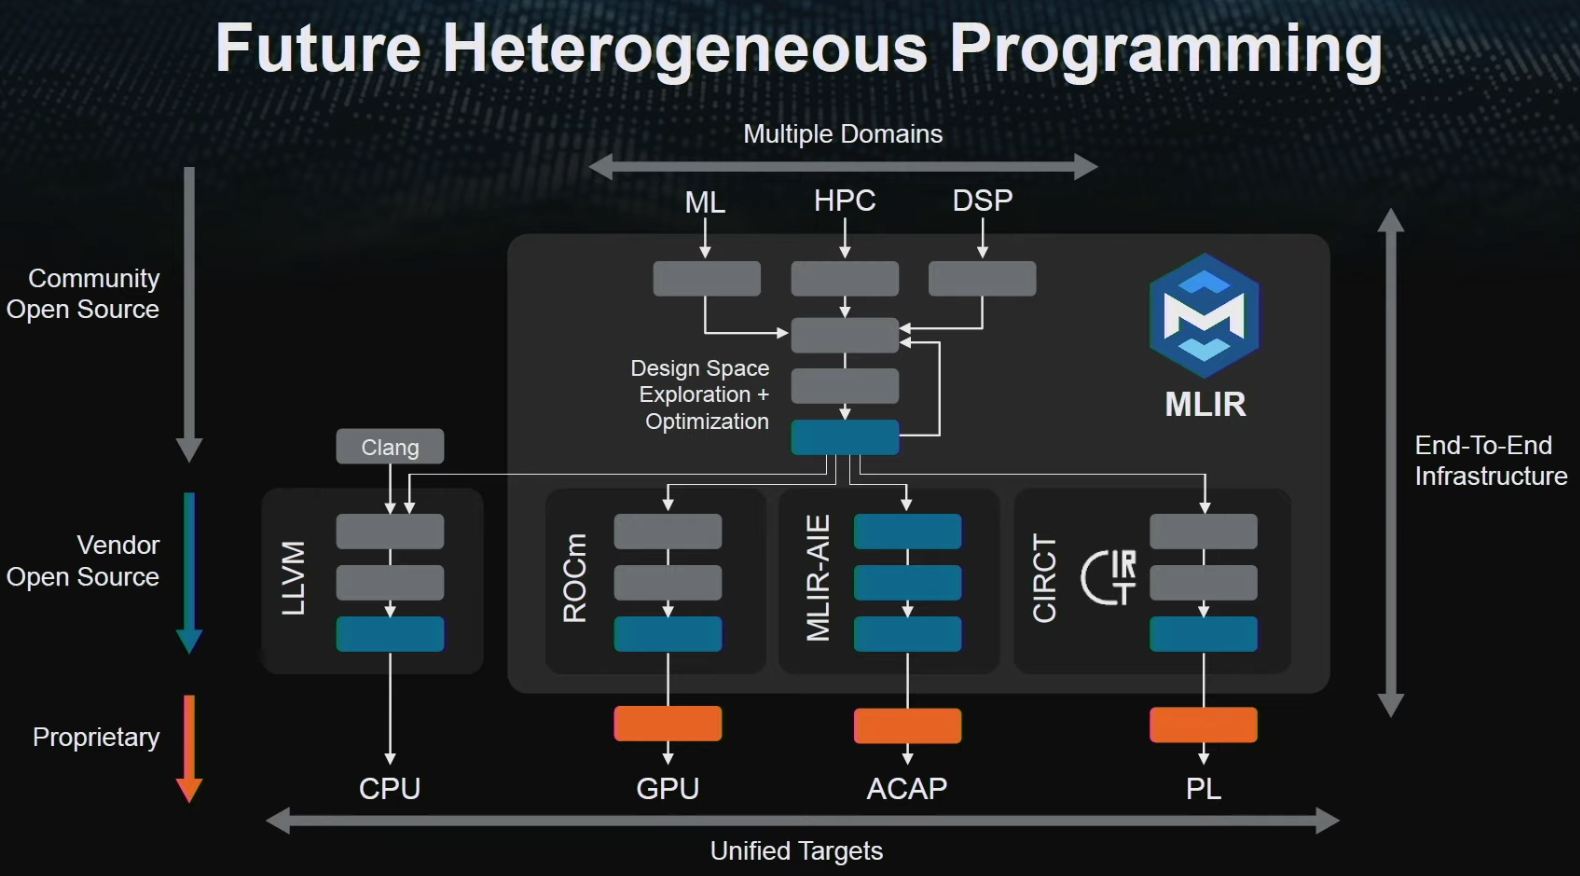 Future Heterogeneous Programming
Multiple Domains
ML
HPC
DSP
Community
Open Source
MLIR
Design Space
Exploration +
Optimization
Clang
End-To-End
Infrastructure
Vendor
Open Source
LLVM
ROCm
MLIR-AIE
CIRCT
CIRT
Proprietary
CPU
GPU
ACAP
PL
Unified Targets